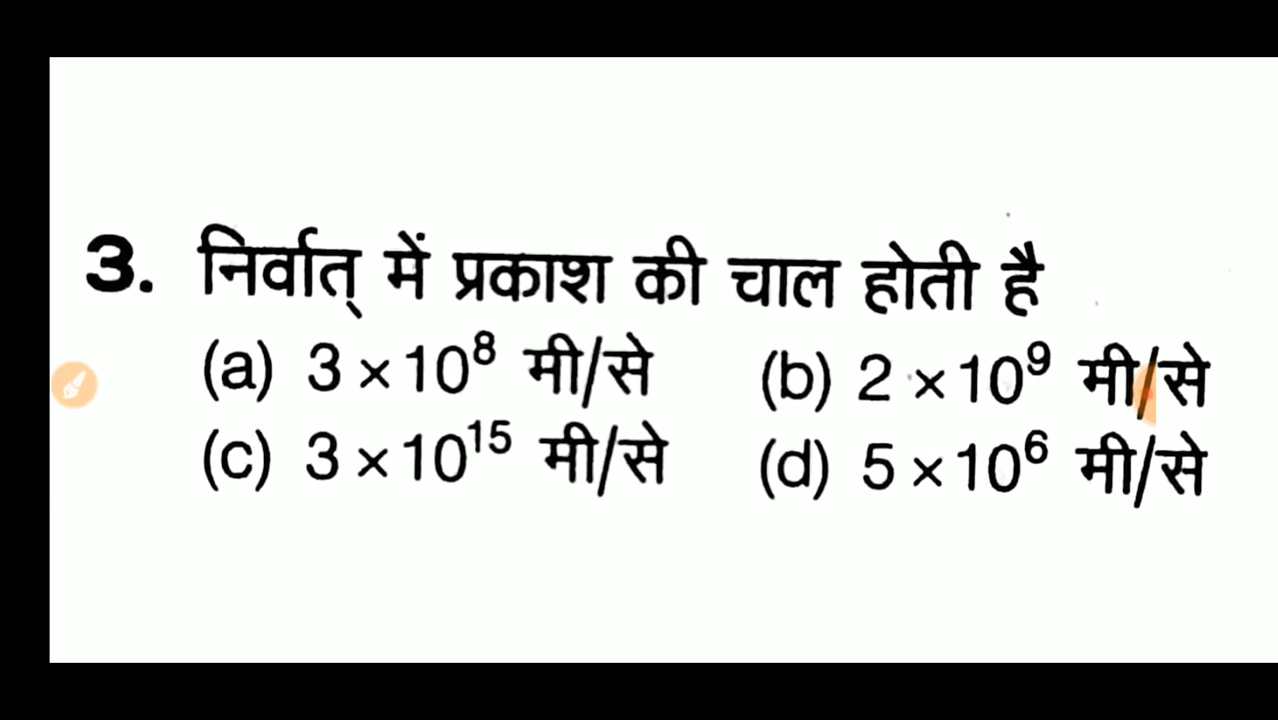 3. निर्वात् में प्रकाश की चाल होती है
(a) 3 × 10⁸ मी/से (b) 2 × 10⁹ मी/से
(c) 3 × 10¹⁵ मी/से (d) 5 × 10⁶ मी/से